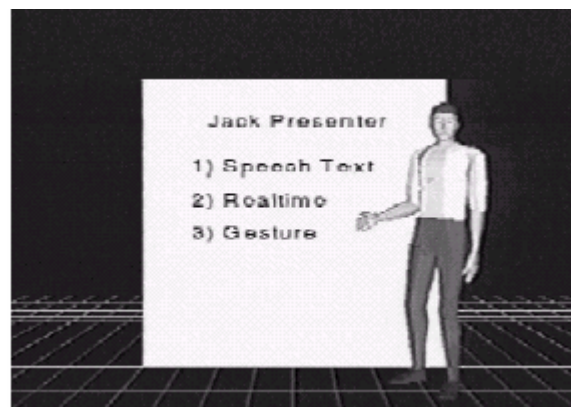 Jack Presenter
1) Speech Text
2) Realtime
3) Gesture